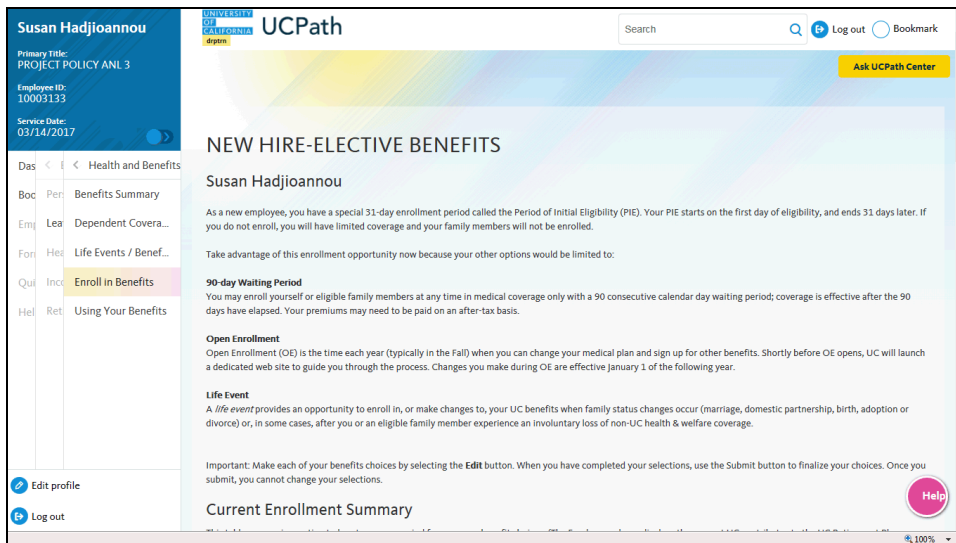 Susan Hadjioannou
Primary Title:
PROJECT POLICY ANL 3
Employee ID:
10003133
Service Date:
03/14/2017
UNIVERSITY
OF
CALIFORNIA
drptrn
UCPath
Search
Log out
Bookmark
Ask UCPath Center
Das
Boo
Emp
For
Qui
Hel
Per
Lea
Hea
Inco
Ret
< Health and Benefits
Benefits Summary
Dependent Covera...
Life Events / Benef...
Enroll in Benefits
Using Your Benefits
Edit profile
Log out
NEW HIRE-ELECTIVE BENEFITS
Susan Hadjioannou
As a new employee, you have a special 31-day enrollment period called the Period of Initial Eligibility (PIE). Your PIE starts on the first day of eligibility, and ends 31 days later. If
you do not enroll, you will have limited coverage and your family members will not be enrolled.
Take advantage of this enrollment opportunity now because your other options would be limited to:
90-day Waiting Period
You may enroll yourself or eligible family members at any time in medical coverage only with a 90 consecutive calendar day waiting period; coverage is effective after the 90
days have elapsed. Your premiums may need to be paid on an after-tax basis.
Open Enrollment
Open Enrollment (OE) is the time each year (typically in the Fall) when you can change your medical plan and sign up for other benefits. Shortly before OE opens, UC will launch
a dedicated web site to guide you through the process. Changes you make during OE are effective January 1 of the following year.
Life Event
A life event provides an opportunity to enroll in, or make changes to, your UC benefits when family status changes occur (marriage, domestic partnership, birth, adoption or
divorce) or, in some cases, after you or an eligible family member experience an involuntary loss of non-UC health & welfare coverage.
Important: Make each of your benefits choices by selecting the Edit button. When you have completed your selections, use the Submit button to finalize your choices. Once you
submit, you cannot change your selections.
Help
Current Enrollment Summary
100%